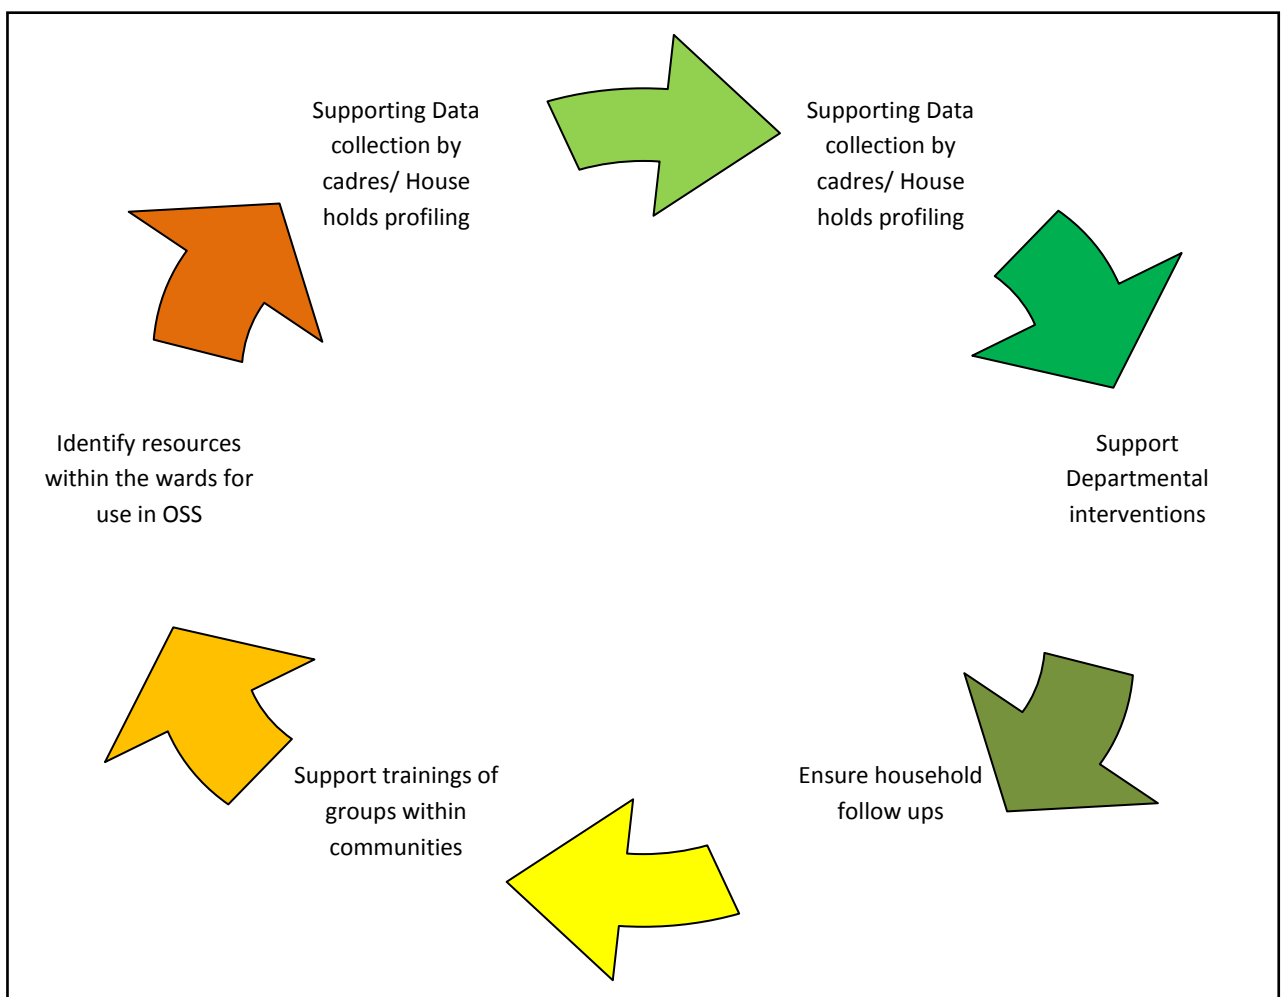 Supporting Data
collection by
cadres/ House
holds profiling
Supporting Data
collection by
cadres/ House
holds profiling
Support
Departmental
interventions
Ensure household
follow ups
Support trainings of
groups within
communities
Identify resources
within the wards for
use in OSS